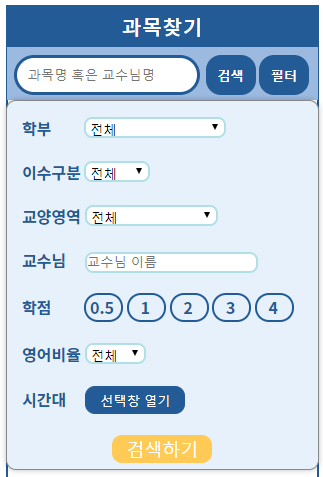 과목찾기
과목명 혹은 교수님명 검색 필터
학부 전체
이수구분 전체
교양영역 전체
교수님 교수님 이름
학점 0.5 1 2 3 4
영어비율 전체
시간대 선택창 열기
검색하기